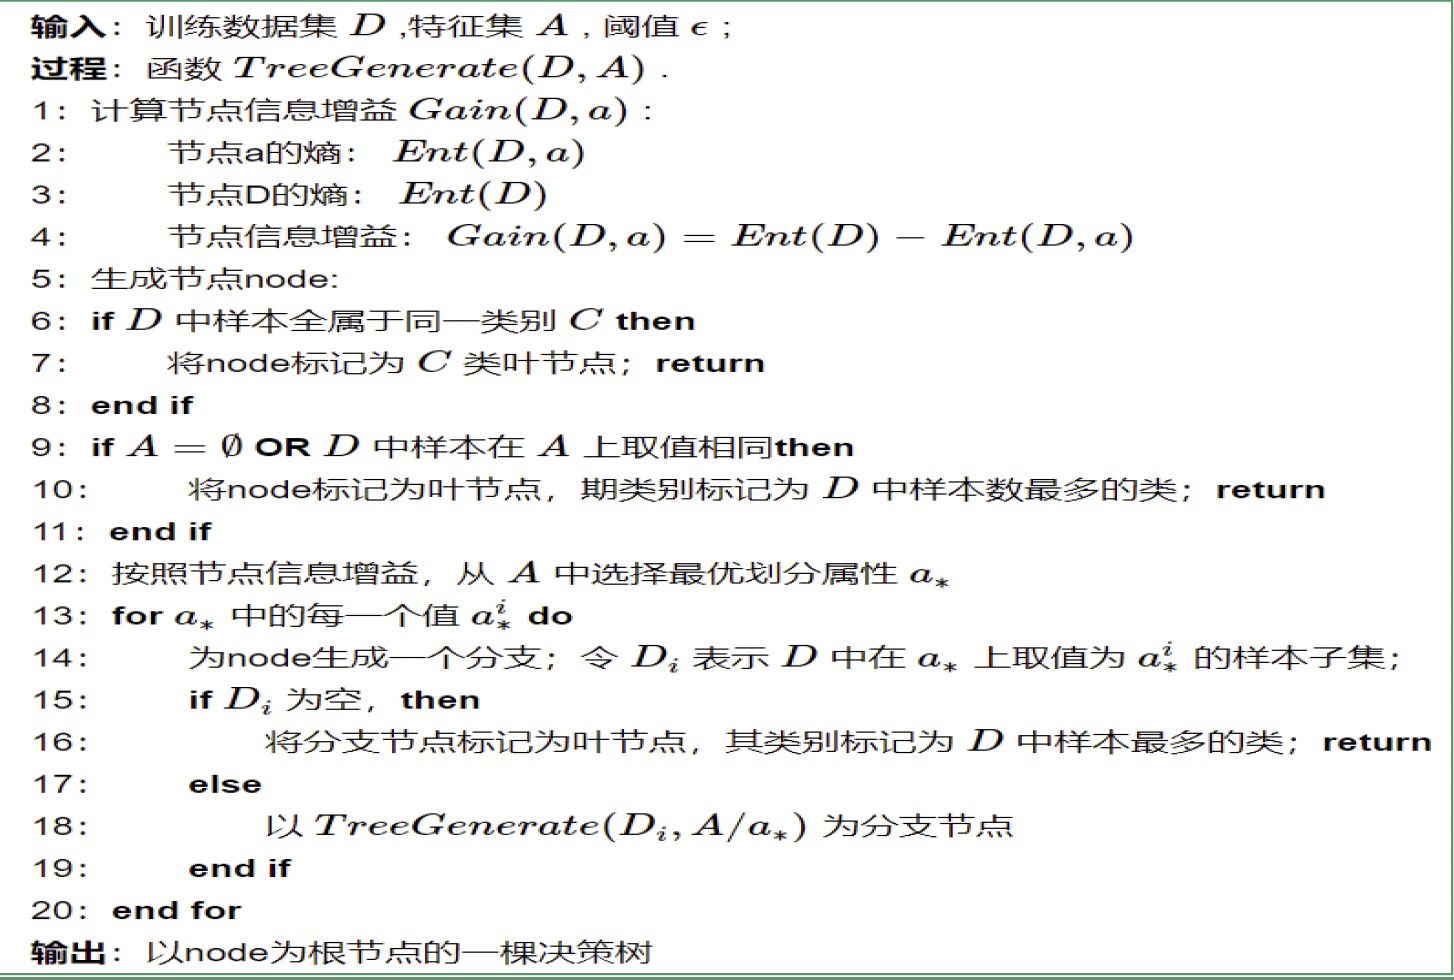 输入：训练数据集 D ,特征集 A , 阈值 ϵ ;
过程：函数 TreeGenerate(D, A) .
1: 计算节点信息增益 Gain(D, a) :
2: 节点a的熵： Ent(D, a)
3: 节点D的熵： Ent(D)
4: 节点信息增益： Gain(D, a) = Ent(D) − Ent(D, a)
5: 生成节点node:
6: if D 中样本全属于同一类别 C then
7: 将node标记为 C 类叶节点；return
8: end if
9: if A = ∅ OR D 中样本在 A 上取值相同then
10: 将node标记为叶节点，期类别标记为 D 中样本数最多的类；return
11: end if
12: 按照节点信息增益，从 A 中选择最优划分属性 a_*
13: for a_* 中的每一个值 a_*^i do
14: 为node生成一个分支；令 D_i 表示 D 中在 a_* 上取值为 a_*^i 的样本子集；
15: if D_i 为空，then
16: 将分支节点标记为叶节点，其类别标记为 D 中样本最多的类；return
17: else
18: 以 TreeGenerate(D_i, A/a_*) 为分支节点
19: end if
20: end for
输出：以node为根节点的一棵决策树